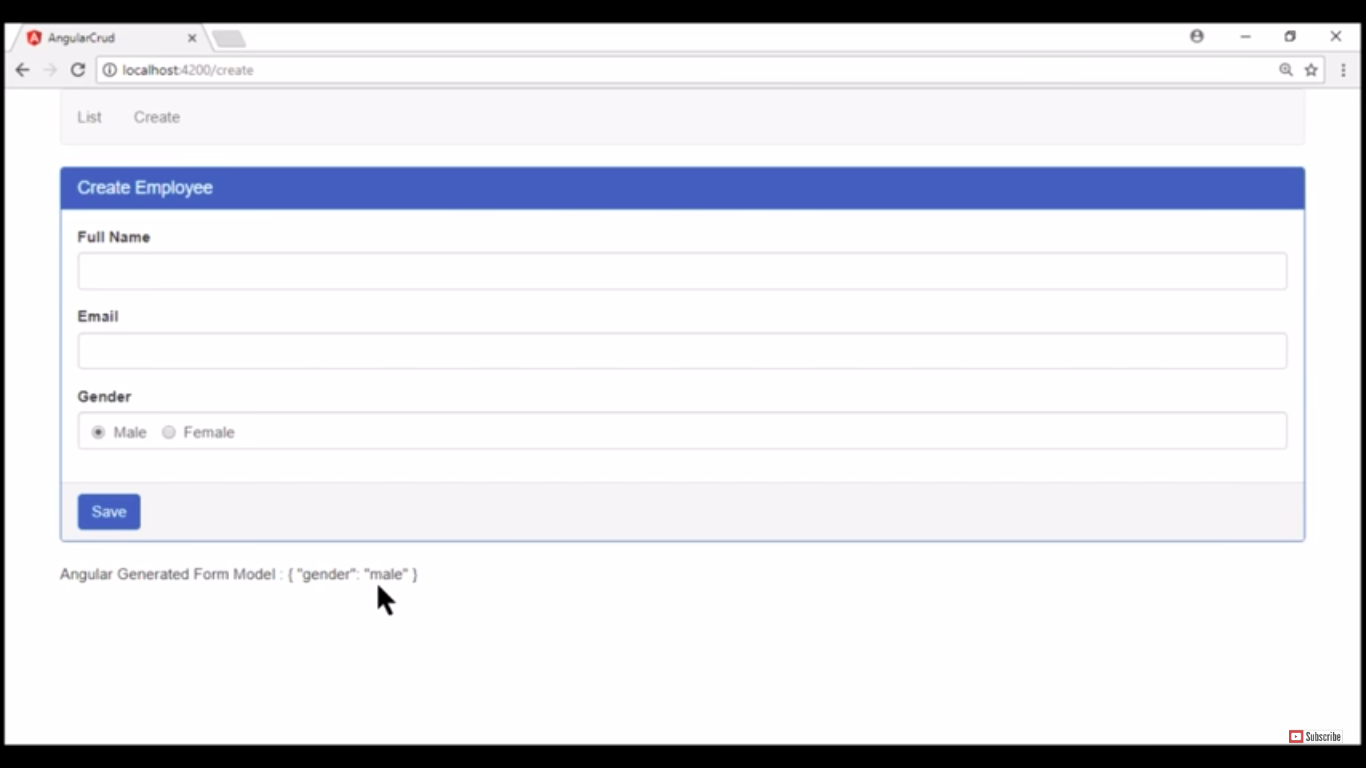 AngularCrud
localhost:4200/create
List Create
Create Employee
Full Name
Email
Gender
Male Female
Save
Angular Generated Form Model : { "gender": "male" }
Subscribe